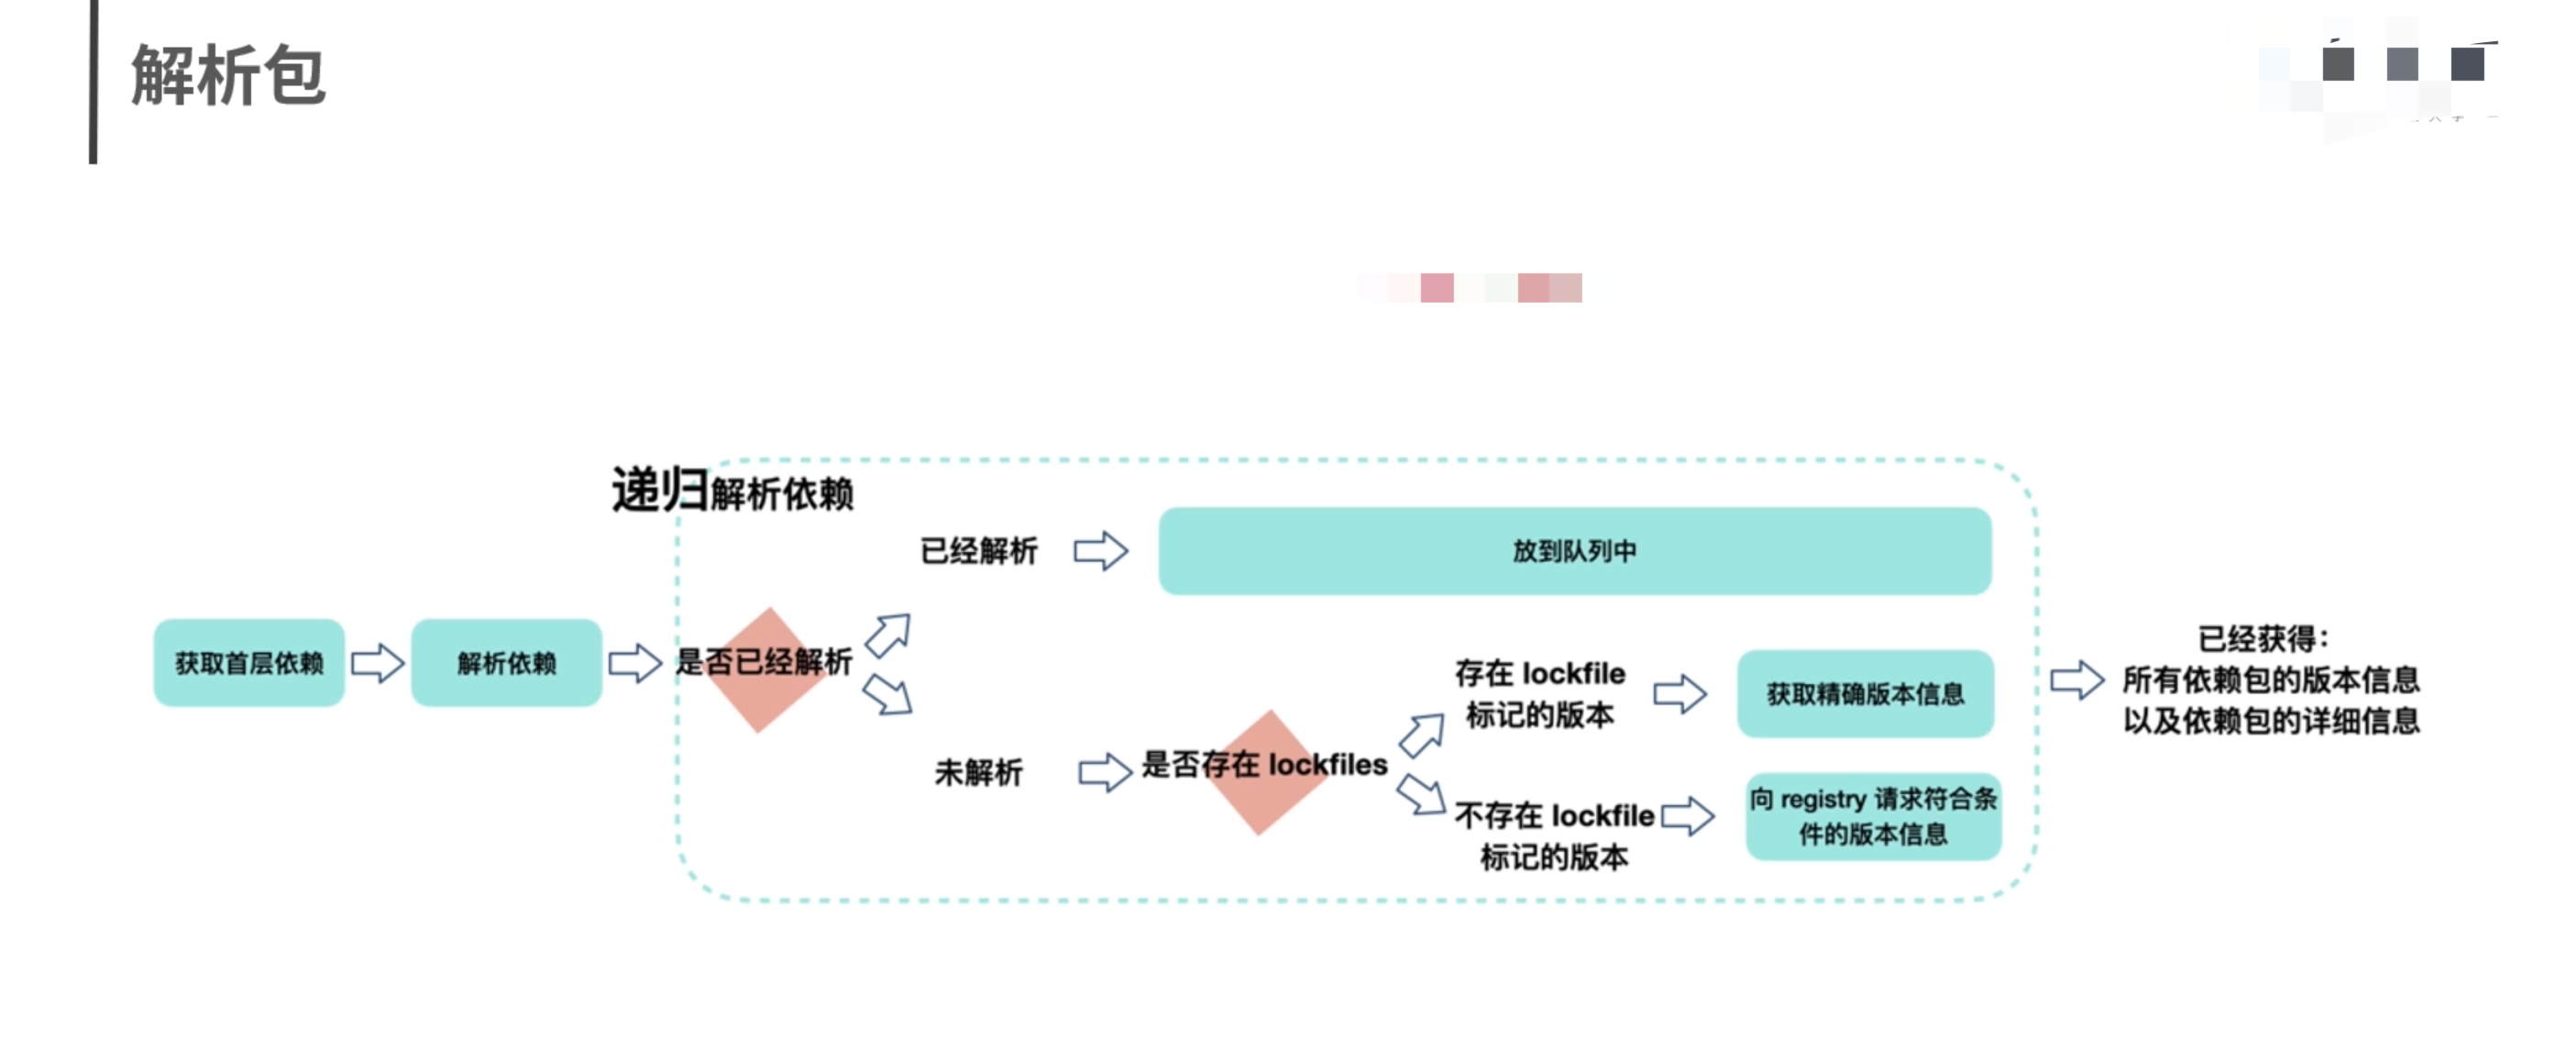 解析包
递归解析依赖
已经解析
放到队列中
获取首层依赖
解析依赖
是否已经解析
未解析
是否存在 lockfiles
存在 lockfile
标记的版本
获取精确版本信息
不存在 lockfile
标记的版本
向 registry 请求符合条
件的版本信息
已经获得：
所有依赖包的版本信息
以及依赖包的详细信息